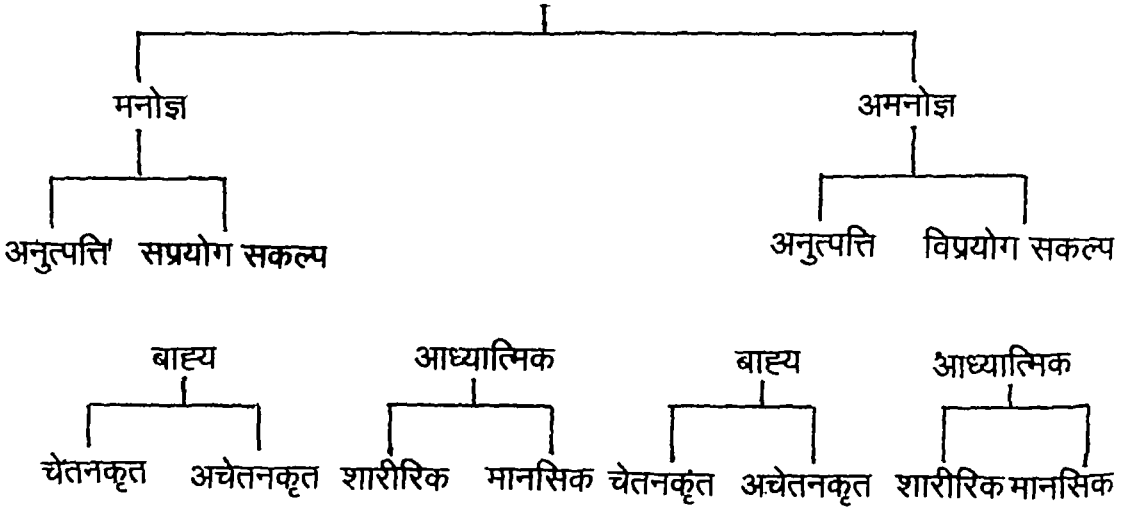 मनोज्ञ अमनोज्ञ
अनुत्पत्ति' सप्रयोग सकल्प अनुत्पत्ति विप्रयोग सकल्प
बाह्य आध्यात्मिक बाह्य आध्यात्मिक
चेतनकृत अचेतनकृत शारीरिक मानसिक चेतनकृत अचेतनकृत शारीरिक मानसिक